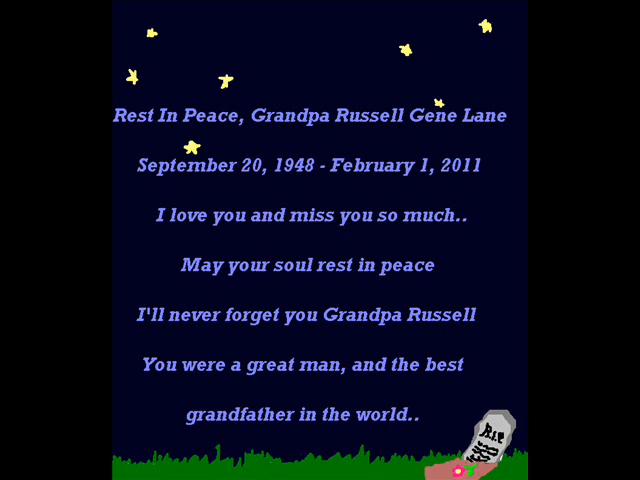 Rest In Peace, Grandpa Russell Gene Lane
September 20, 1948 - February 1, 2011
I love you and miss you so much..
May your soul rest in peace
I'll never forget you Grandpa Russell
You were a great man, and the best
grandfather in the world..
R.I.P